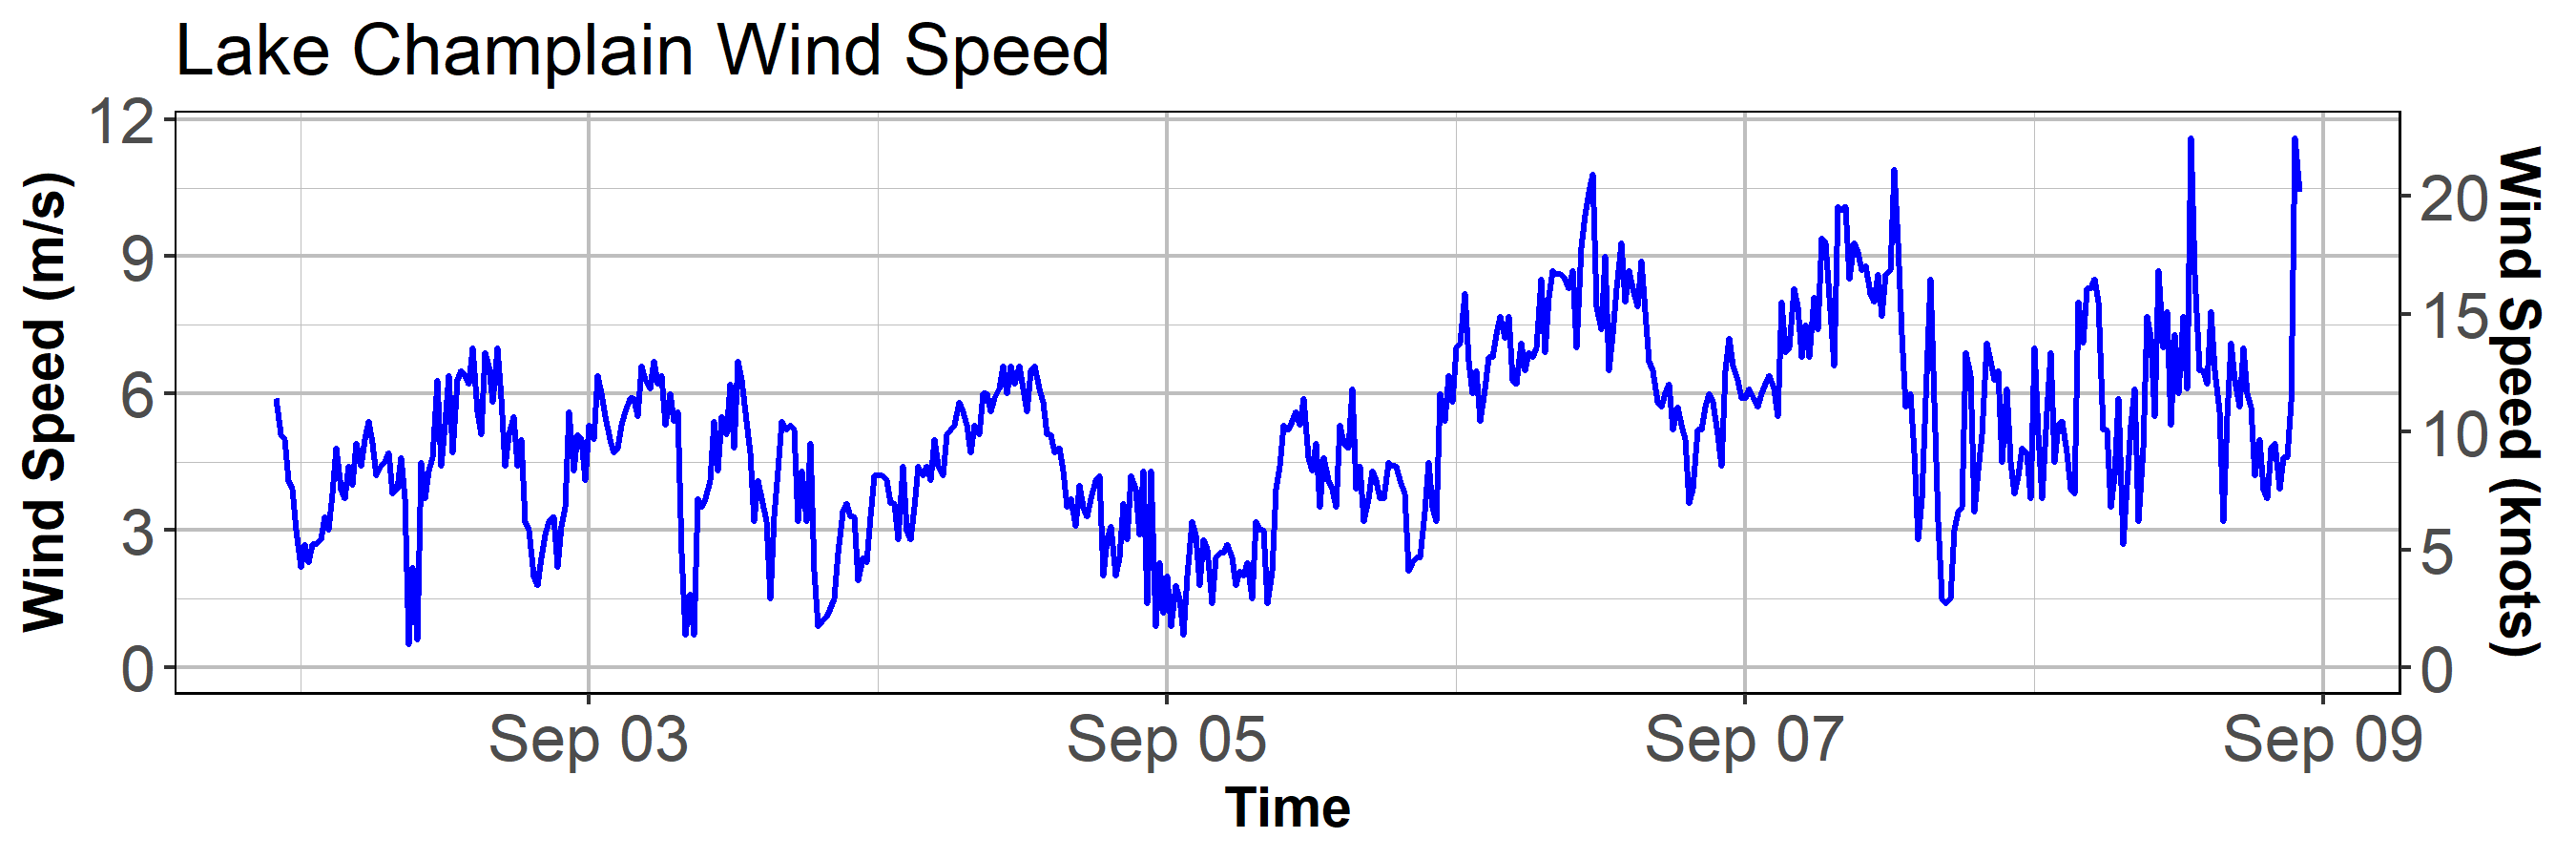 Lake Champlain Wind Speed
12
9
6
3
0
Wind Speed (m/s)
20
15
10
5
0
Wind Speed (knots)
Sep 03 Sep 05 Sep 07 Sep 09
Time